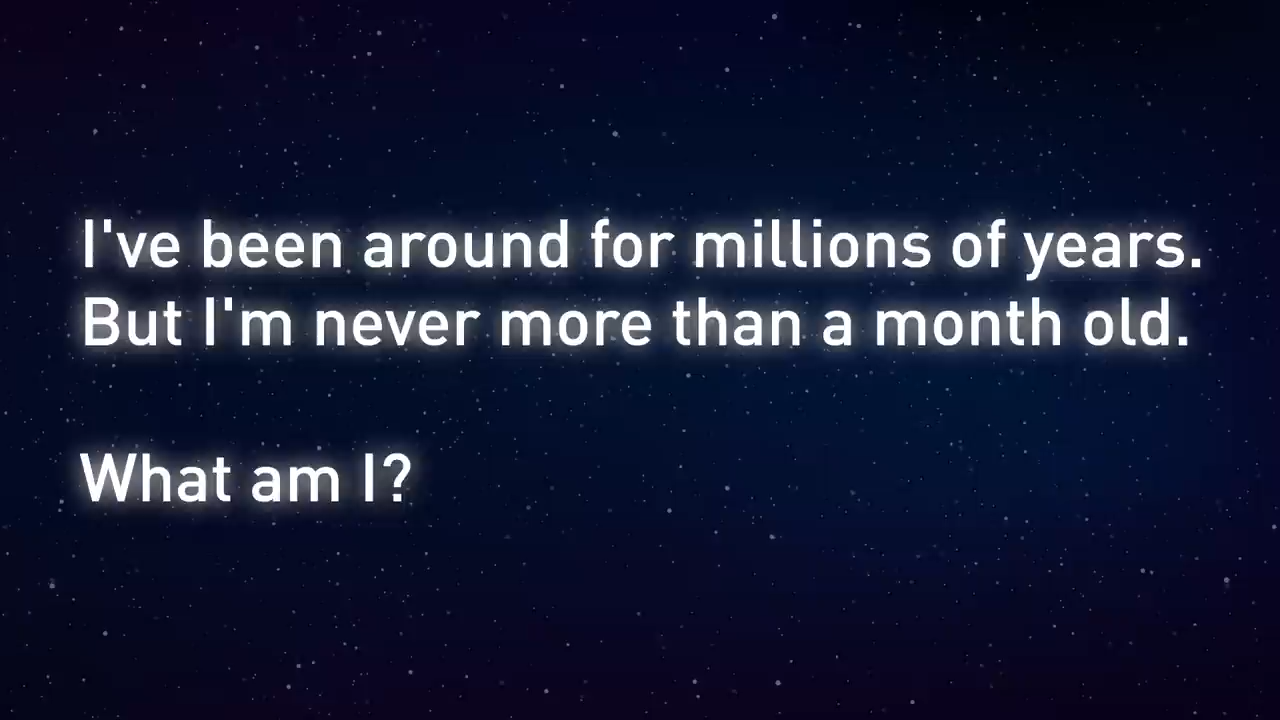 I've been around for millions of years.
But I'm never more than a month old.
What am I?